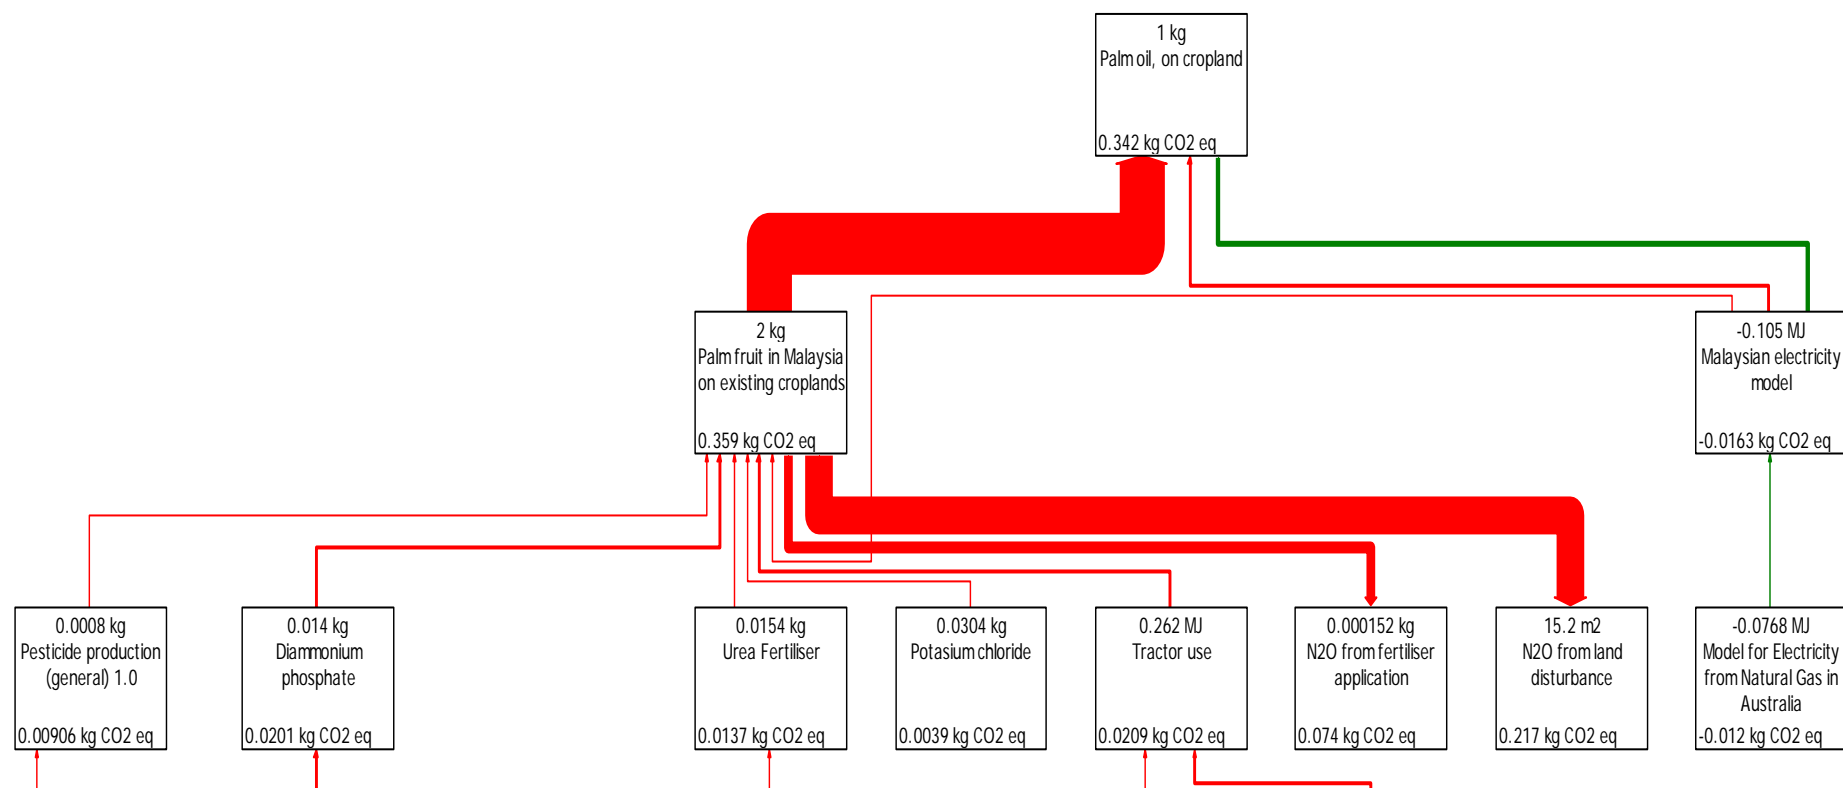 1 kg
Palm oil, on cropland
0.342 kg CO2 eq
2 kg
Palm fruit in Malaysia
on existing croplands
0.359 kg CO2 eq
-0.105 MJ
Malaysian electricity
model
-0.0163 kg CO2 eq
0.0008 kg
Pesticide production
(general) 1.0
0.00906 kg CO2 eq
0.014 kg
Diammonium
phosphate
0.0201 kg CO2 eq
0.0154 kg
Urea Fertiliser
0.0137 kg CO2 eq
0.0304 kg
Potasium chloride
0.0039 kg CO2 eq
0.262 MJ
Tractor use
0.0209 kg CO2 eq
0.000152 kg
N2O from fertiliser
application
0.074 kg CO2 eq
15.2 m2
N2O from land
disturbance
0.217 kg CO2 eq
-0.0768 MJ
Model for Electricity
from Natural Gas in
Australia
-0.012 kg CO2 eq